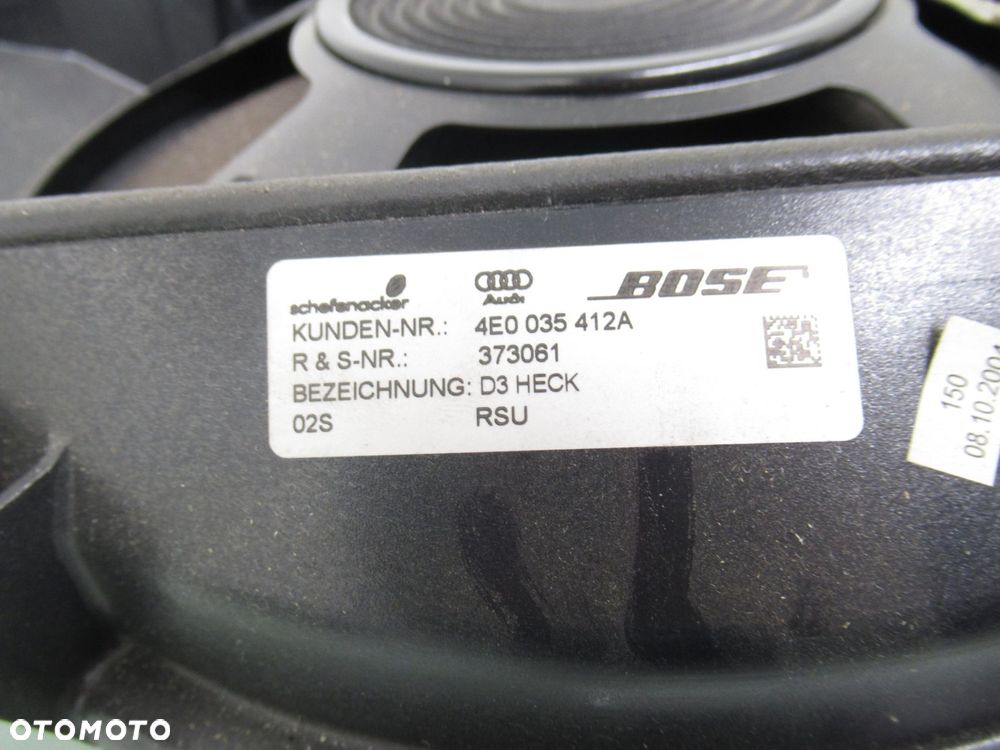 schefenacker Audi BOSE
KUNDEN-NR.: 4E0 035 412A
R & S-NR.: 373061
BEZEICHNUNG: D3 HECK
02S RSU
150
08.10.2004
OTOMOTO